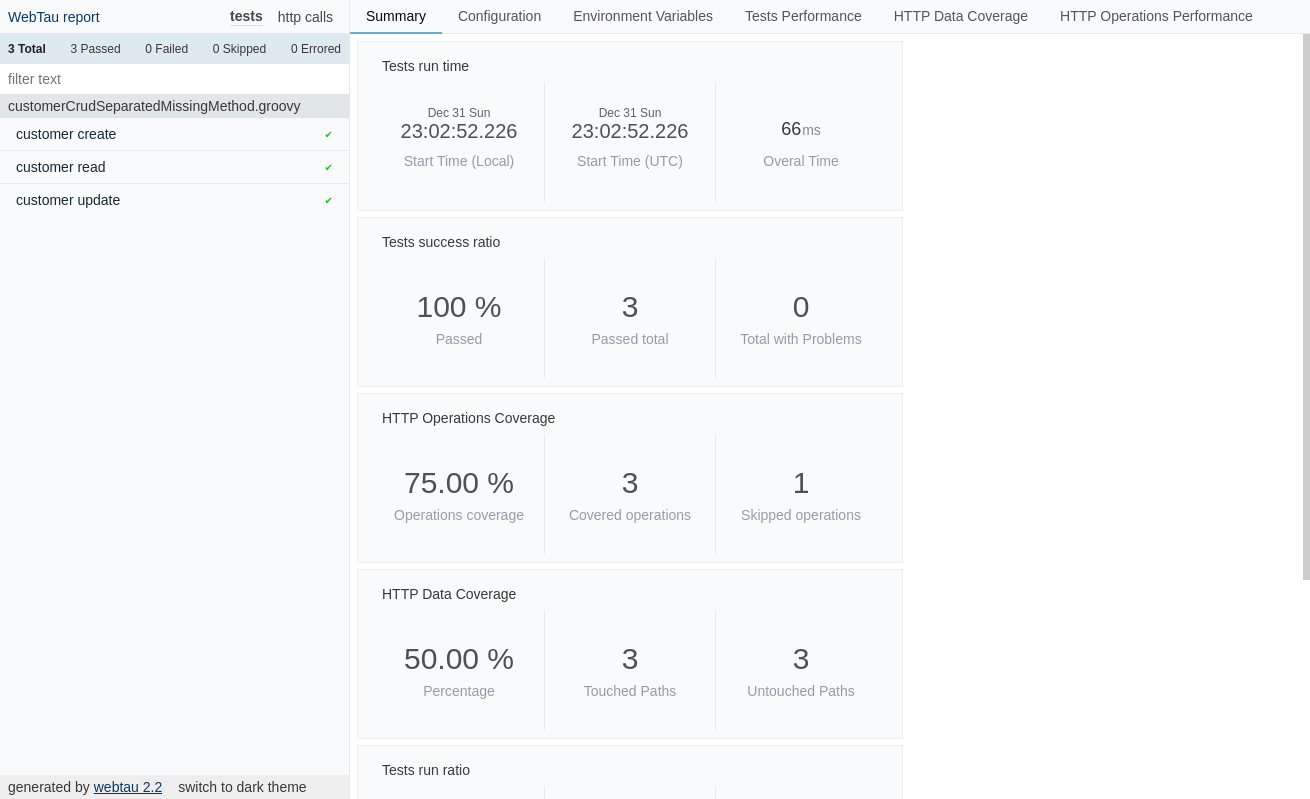 WebTau report tests http calls
3 Total 3 Passed 0 Failed 0 Skipped 0 Errored
filter text
customerCrudSeparatedMissingMethod.groovy
customer create ✔
customer read ✔
customer update ✔
generated by webtau 2.2 switch to dark theme
Summary Configuration Environment Variables Tests Performance HTTP Data Coverage HTTP Operations Performance
Tests run time
Dec 31 Sun Dec 31 Sun
23:02:52.226 23:02:52.226 66ms
Start Time (Local) Start Time (UTC) Overal Time
Tests success ratio
100 % 3 0
Passed Passed total Total with Problems
HTTP Operations Coverage
75.00 % 3 1
Operations coverage Covered operations Skipped operations
HTTP Data Coverage
50.00 % 3 3
Percentage Touched Paths Untouched Paths
Tests run ratio